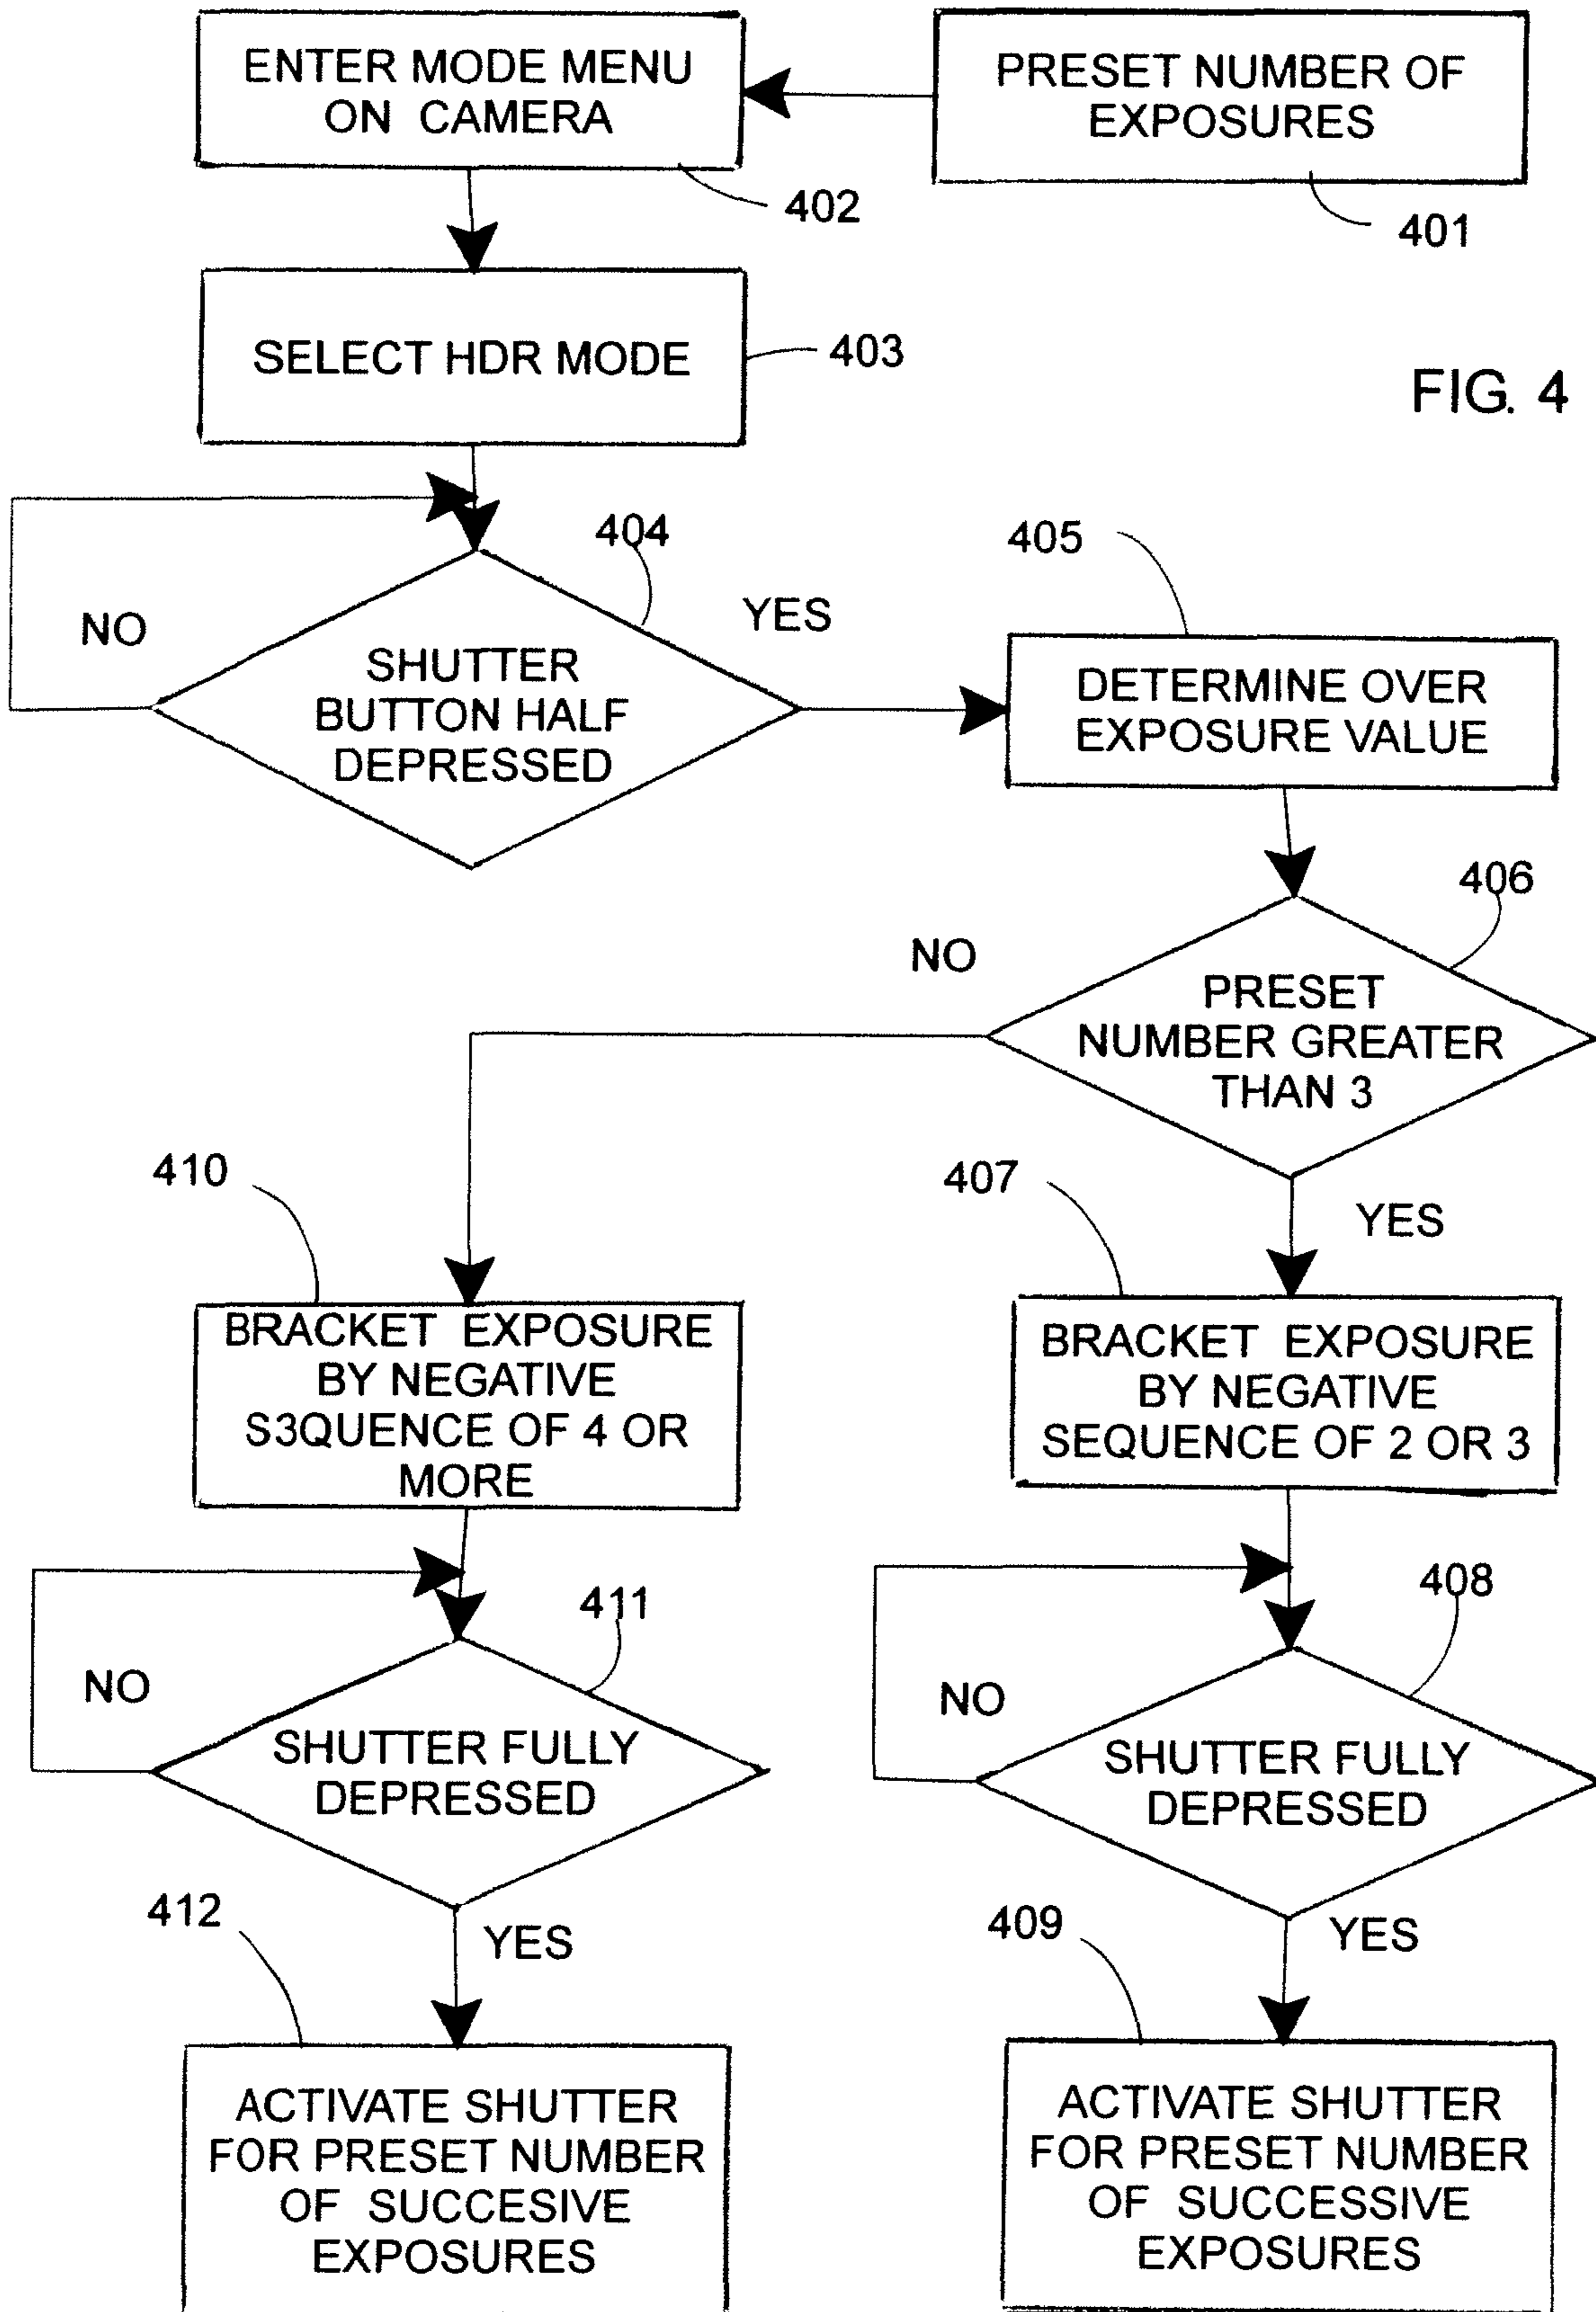 ENTER MODE MENU
ON CAMERA
402
PRESET NUMBER OF
EXPOSURES
401
SELECT HDR MODE
403
FIG. 4
404
NO
YES
SHUTTER
BUTTON HALF
DEPRESSED
405
DETERMINE OVER
EXPOSURE VALUE
406
NO
PRESET
NUMBER GREATER
THAN 3
YES
410
BRACKET EXPOSURE
BY NEGATIVE
S3QUENCE OF 4 OR
MORE
407
BRACKET EXPOSURE
BY NEGATIVE
SEQUENCE OF 2 OR 3
411
NO
SHUTTER FULLY
DEPRESSED
YES
408
NO
SHUTTER FULLY
DEPRESSED
YES
412
ACTIVATE SHUTTER
FOR PRESET NUMBER
OF SUCCESIVE
EXPOSURES
409
ACTIVATE SHUTTER
FOR PRESET NUMBER
OF SUCCESSIVE
EXPOSURES